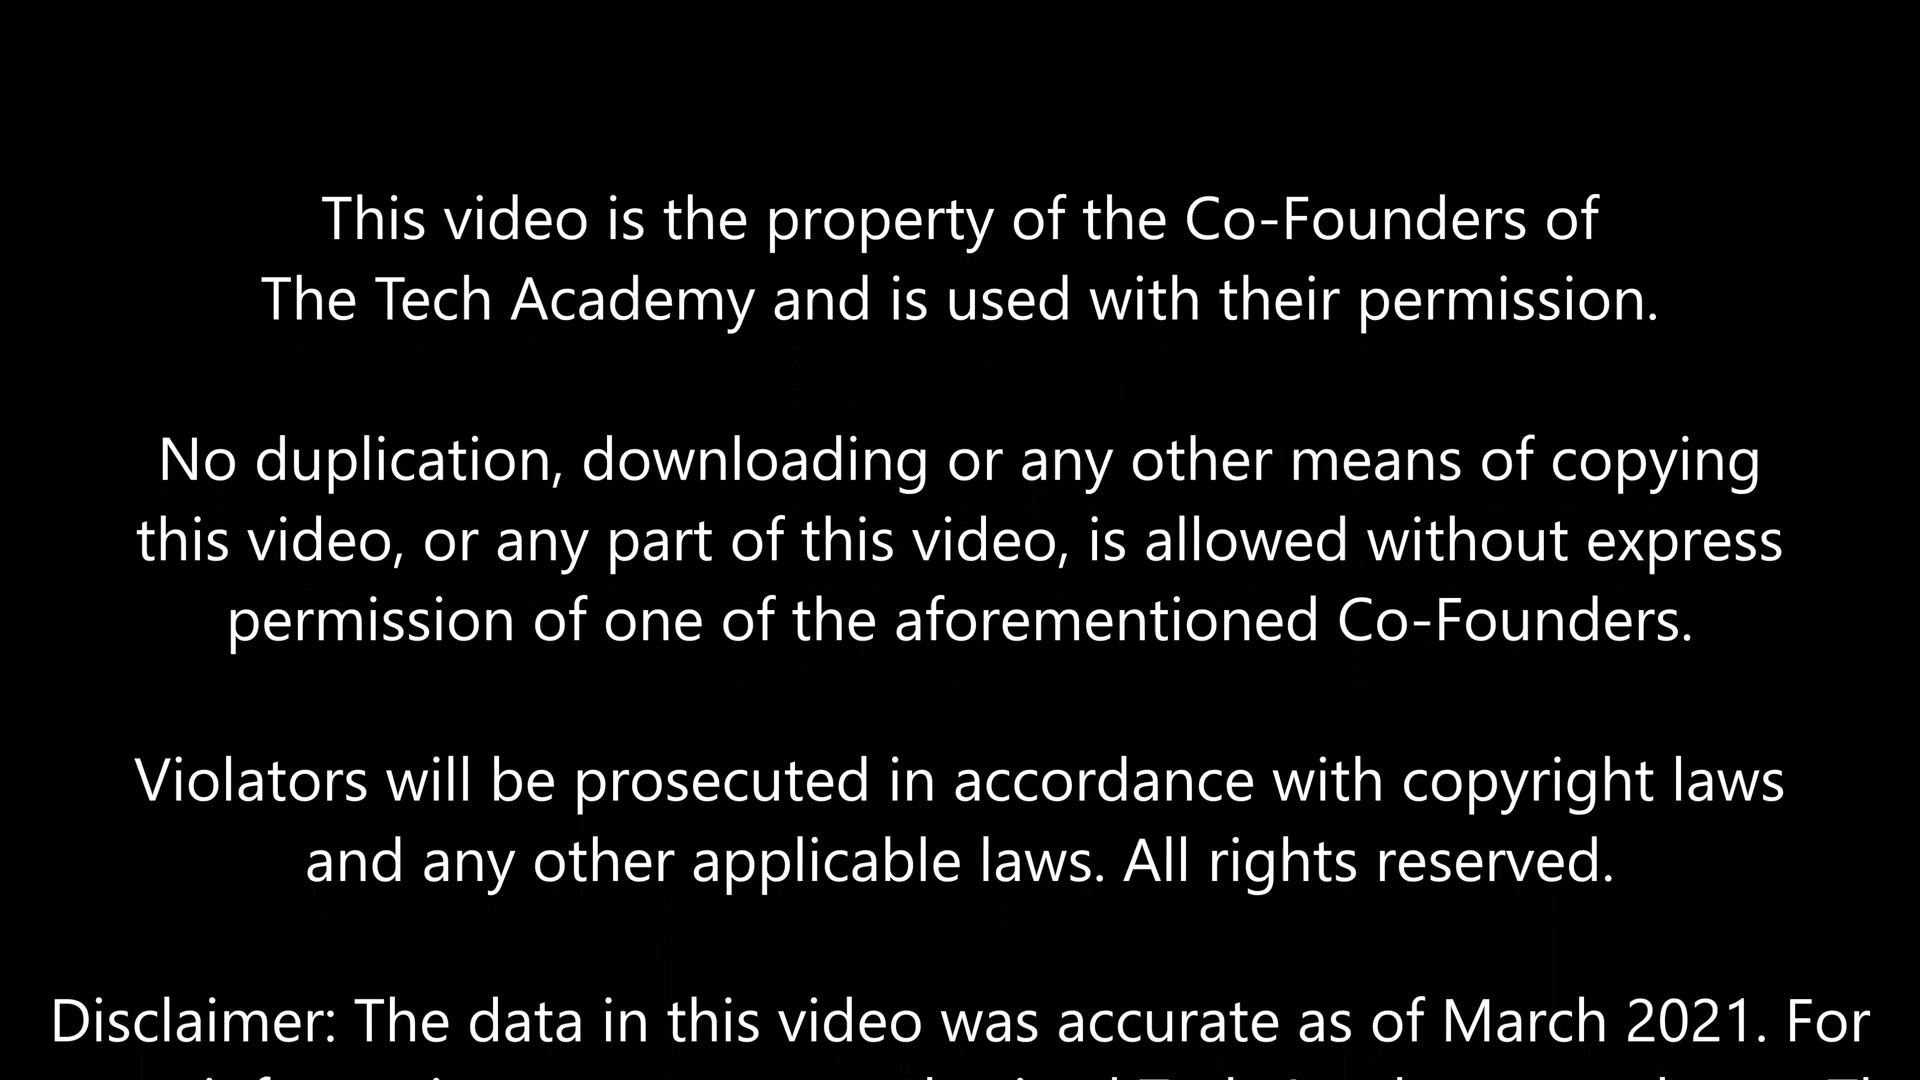 This video is the property of the Co-Founders of
The Tech Academy and is used with their permission.
No duplication, downloading or any other means of copying
this video, or any part of this video, is allowed without express
permission of one of the aforementioned Co-Founders.
Violators will be prosecuted in accordance with copyright laws
and any other applicable laws. All rights reserved.
Disclaimer: The data in this video was accurate as of March 2021. For